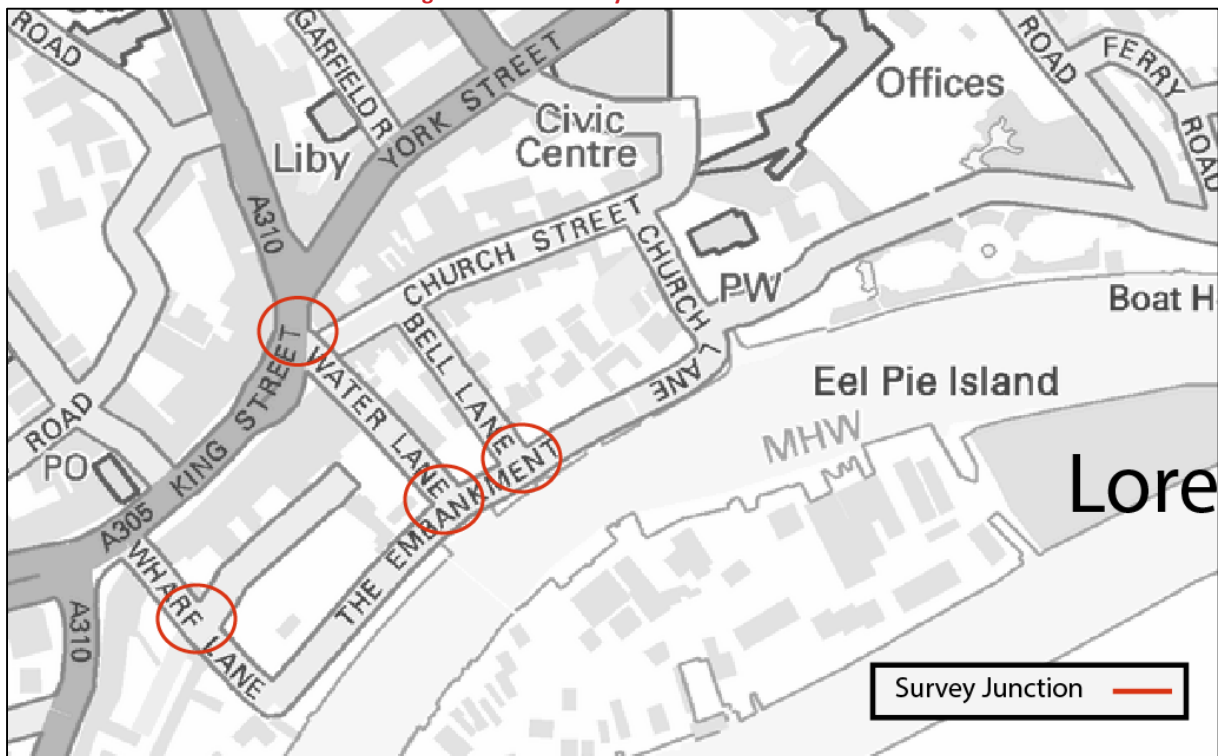 ROAD
GARFIELD R
YORK STREET
Liby
Civic
Centre
Offices
ROAD
FERRY
ROAD
A310
CHURCH STREET
CHURCH LANE
PW
Boat H
KING STREET
WATER LANE
BELL LANE
Eel Pie Island
MHW
ROAD
PO
A305
THE EMBANKMENT
WHARF LANE
A310
Lore
Survey Junction